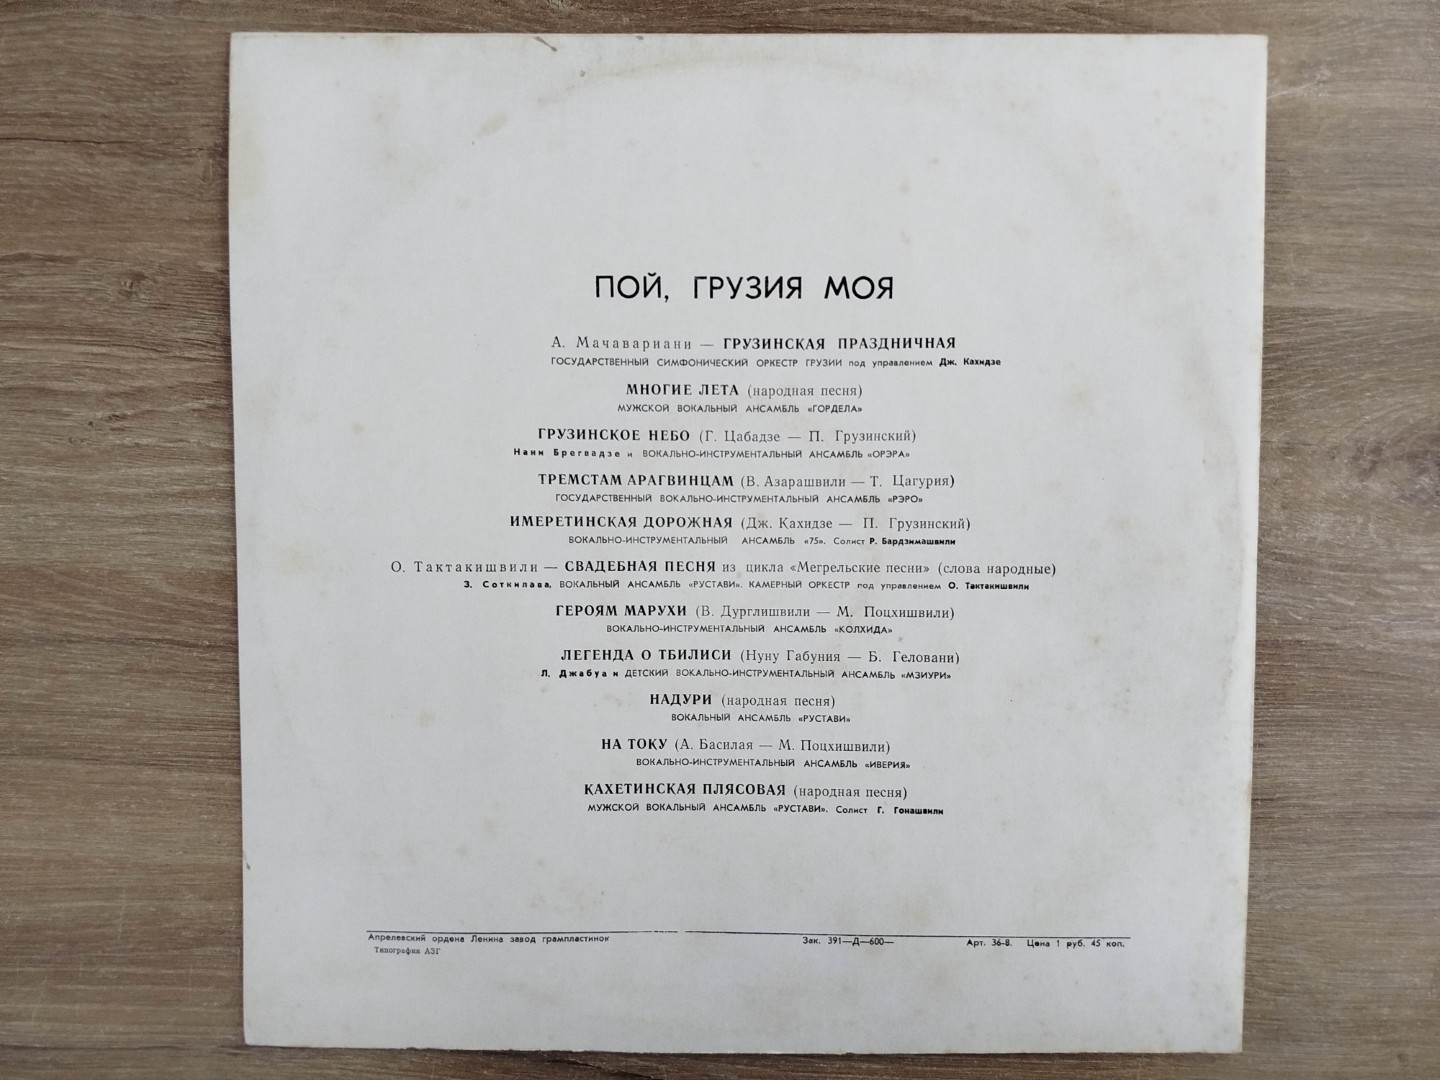 ПОЙ, ГРУЗИЯ МОЯ
А. Мачавариани — ГРУЗИНСКАЯ ПРАЗДНИЧНАЯ
ГОСУДАРСТВЕННЫЙ СИМФОНИЧЕСКИЙ ОРКЕСТР ГРУЗИИ под управлением Дж. Кахидзе
МНОГИЕ ЛЕТА (народная песня)
МУЖСКОЙ ВОКАЛЬНЫЙ АНСАМБЛЬ «ГОРДЕЛА»
ГРУЗИНСКОЕ НЕБО (Г. Цабадзе — П. Грузинский)
Нани Брегвадзе и ВОКАЛЬНО-ИНСТРУМЕНТАЛЬНЫЙ АНСАМБЛЬ «ОРЭРА»
ТРЕМСТАМ АРАГВИНЦАМ (В. Азарашвили — Т. Цагурия)
ГОСУДАРСТВЕННЫЙ ВОКАЛЬНО-ИНСТРУМЕНТАЛЬНЫЙ АНСАМБЛЬ «РЭРО»
ИМЕРЕТИНСКАЯ ДОРОЖНАЯ (Дж. Кахидзе — П. Грузинский)
ВОКАЛЬНО-ИНСТРУМЕНТАЛЬНЫЙ АНСАМБЛЬ «75». Солист Р. Бардзимашвили
О. Тактакишвили — СВАДЕБНАЯ ПЕСНЯ из цикла «Мегрельские песни» (слова народные)
З. Соткилава, ВОКАЛЬНЫЙ АНСАМБЛЬ «РУСТАВИ». КАМЕРНЫЙ ОРКЕСТР под управлением О. Тактакишвили
ГЕРОЯМ МАРУХИ (В. Дурглишвили — М. Поцхишвили)
ВОКАЛЬНО-ИНСТРУМЕНТАЛЬНЫЙ АНСАМБЛЬ «КОЛХИДА»
ЛЕГЕНДА О ТБИЛИСИ (Нуну Габуния — Б. Геловани)
Л. Джабуа и ДЕТСКИЙ ВОКАЛЬНО-ИНСТРУМЕНТАЛЬНЫЙ АНСАМБЛЬ «МЗИУРИ»
НАДУРИ (народная песня)
ВОКАЛЬНЫЙ АНСАМБЛЬ «РУСТАВИ»
НА ТОКУ (А. Басилая — М. Поцхишвили)
ВОКАЛЬНО-ИНСТРУМЕНТАЛЬНЫЙ АНСАМБЛЬ «ИВЕРИЯ»
КАХЕТИНСКАЯ ПЛЯСОВАЯ (народная песня)
МУЖСКОЙ ВОКАЛЬНЫЙ АНСАМБЛЬ «РУСТАВИ». Солист Г. Гонашвили
Апрелевский ордена Ленина завод грампластинок Зак. 391—Д—600— Арт. 36-8. Цена 1 руб. 45 коп.
Типография АЗГ